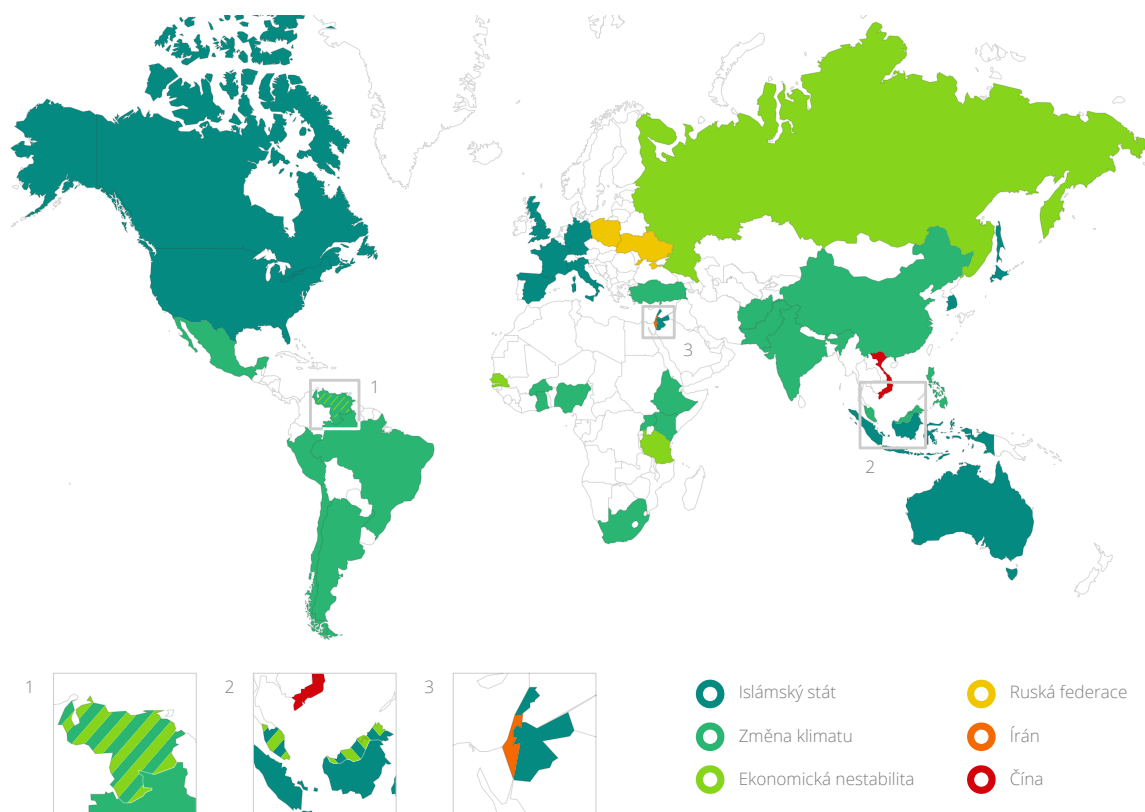 1
3
2
1
2
3
Islámský stát
Změna klimatu
Ekonomická nestabilita
Ruská federace
Írán
Čína